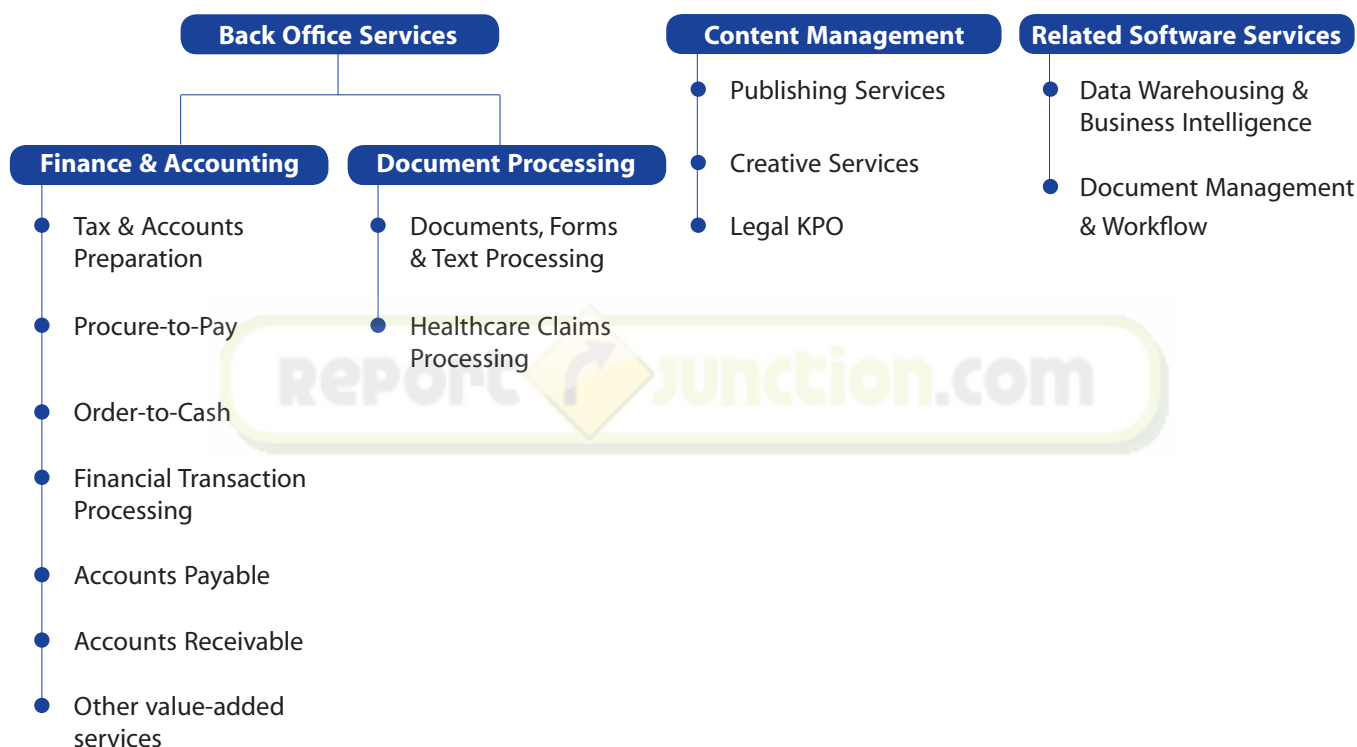 Back Office Services
Finance & Accounting
Tax & Accounts
Preparation
Procure-to-Pay
Order-to-Cash
Financial Transaction
Processing
Accounts Payable
Accounts Receivable
Other value-added
services
Document Processing
Documents, Forms
& Text Processing
Healthcare Claims
Processing
Content Management
Publishing Services
Creative Services
Legal KPO
Related Software Services
Data Warehousing &
Business Intelligence
Document Management
& Workflow
Report Junction.com